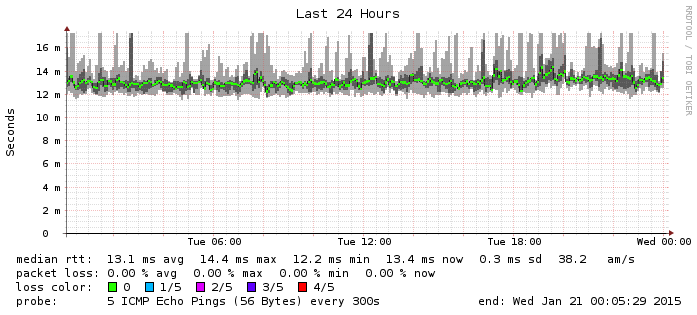 Last 24 Hours
RRDTOOL / TOBI OETIKER
Seconds
16 m
14 m
12 m
10 m
8 m
6 m
4 m
2 m
0
Tue 06:00 Tue 12:00 Tue 18:00 Wed 00:00
median rtt: 13.1 ms avg 14.4 ms max 12.2 ms min 13.4 ms now 0.3 ms sd 38.2 am/s
packet loss: 0.00 % avg 0.00 % max 0.00 % min 0.00 % now
loss color: 0 1/5 2/5 3/5 4/5
probe: 5 ICMP Echo Pings (56 Bytes) every 300s end: Wed Jan 21 00:05:29 2015